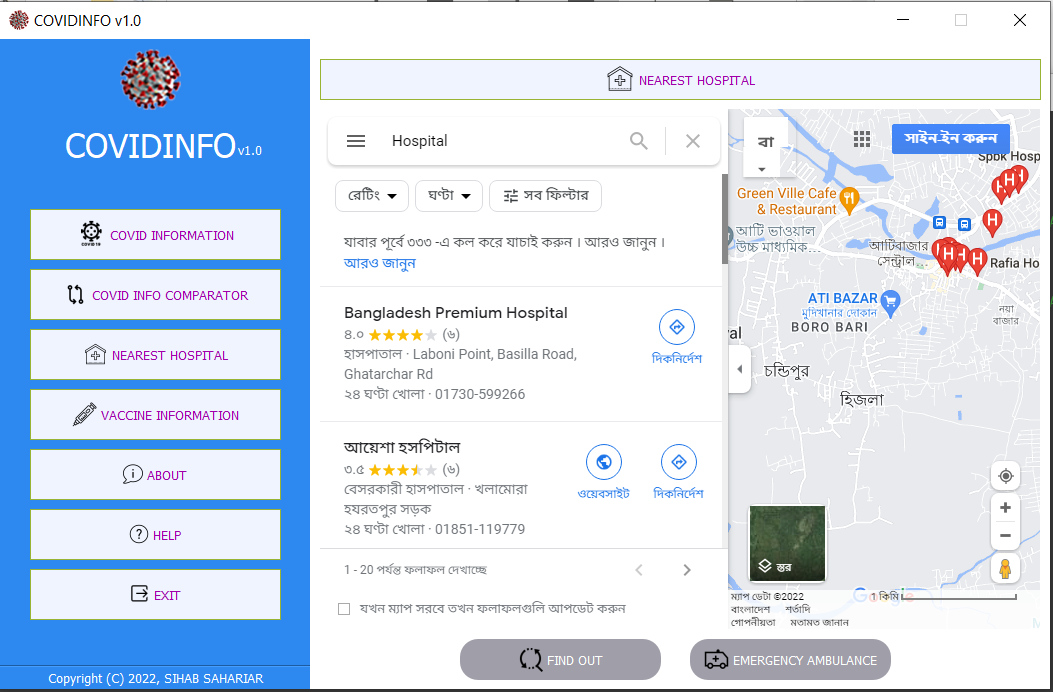 COVIDINFO v1.0
COVIDINFO v1.0
COVID INFORMATION
COVID INFO COMPARATOR
NEAREST HOSPITAL
VACCINE INFORMATION
ABOUT
HELP
EXIT
Copyright (C) 2022, SIHAB SAHARIAR
NEAREST HOSPITAL
Hospital
রেটিং
ঘণ্টা
সব ফিল্টার
যাবার পূর্বে ৩৩৩ -এ কল করে যাচাই করুন । আরও জানুন ।
আরও জানুন
Bangladesh Premium Hospital
৪.০ (৬)
হাসপাতাল · Laboni Point, Basilla Road,
Ghatarchar Rd
২৪ ঘণ্টা খোলা · 01730-599266
দিকনির্দেশ
আয়েশা হসপিটাল
৩.৫ (৬)
বেসরকারী হাসপাতাল · খলামোরা
হযরতপুর সড়ক
২৪ ঘণ্টা খোলা · 01851-119779
ওয়েবসাইট
দিকনির্দেশ
1 - 20 পর্যন্ত ফলাফল দেখাচ্ছে
যখন ম্যাপ সরবে তখন ফলাফলগুলি আপডেট করুন
বা
সাইন-ইন করুন
Spbk Hosp
Green Ville Cafe
& Restaurant
আটি ভাওয়াল
উচ্চ মাধ্যমিক...
আটিবাজার
সেন্ট্রাল...
H
H
H
H
H
H
Rafia Ho
ATI BAZAR
মুদিখানার দোকান
BORO BARI
নয়া
বাজার
al
চন্ডিপুর
হিজলা
স্তর
ম্যাপ ডেটা ©2022
বাংলাদেশ শর্তাদি
গোপনীয়তা মতামত জানান
Google
1 কিমি
FIND OUT
EMERGENCY AMBULANCE